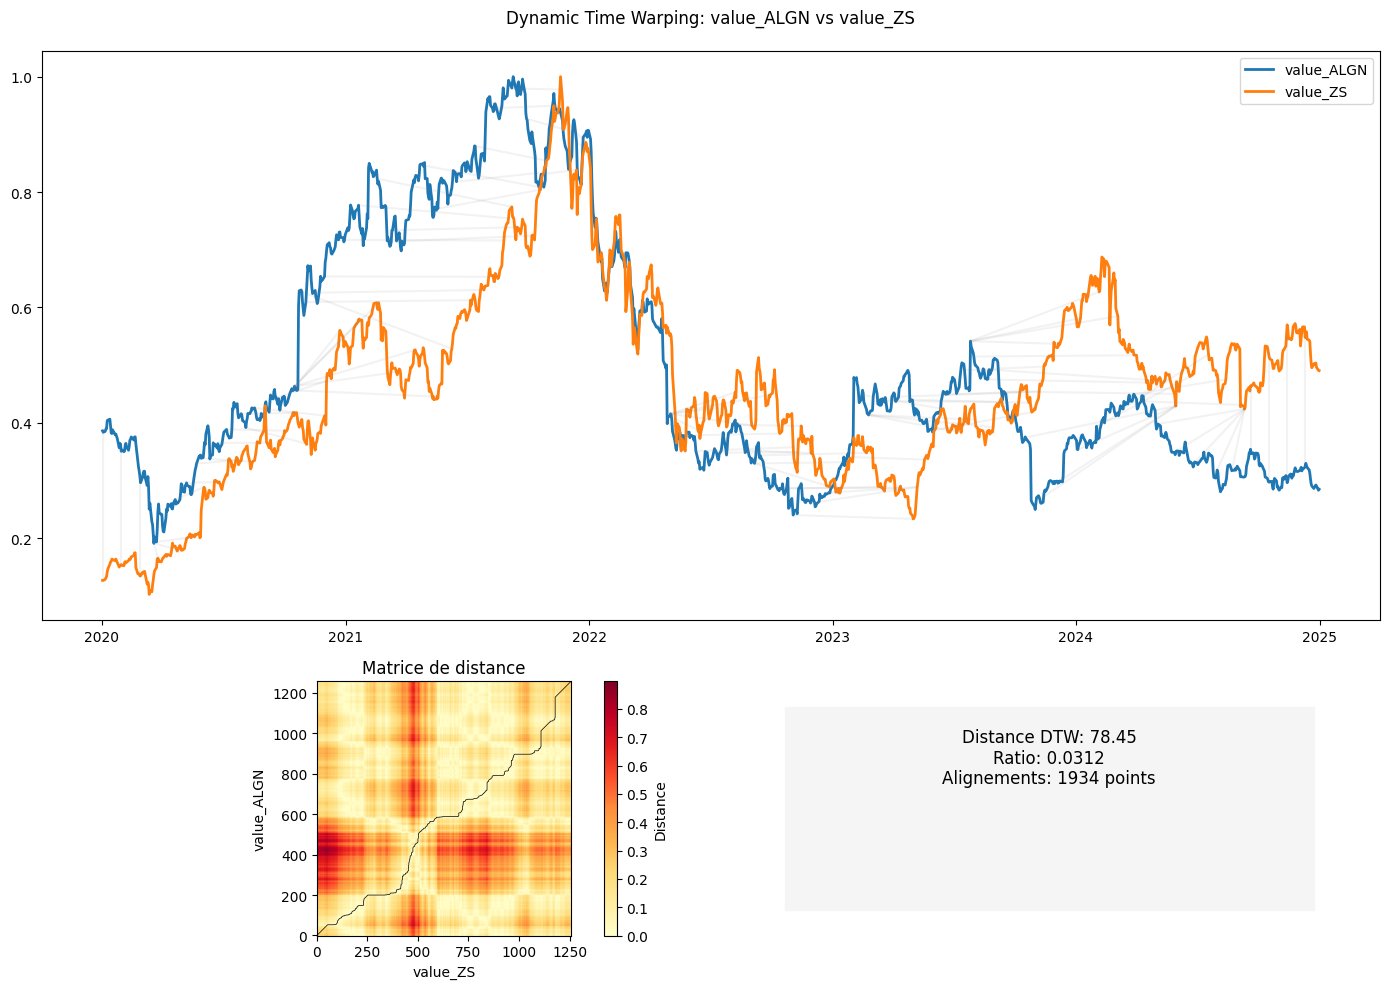 Dynamic Time Warping: value_ALGN vs value_ZS
value_ALGN
value_ZS
1.0
0.8
0.6
0.4
0.2
2020 2021 2022 2023 2024 2025
Matrice de distance
1200
1000
800
600
400
200
0
value_ALGN
0 250 500 750 1000 1250
value_ZS
0.8
0.7
0.6
0.5
0.4
0.3
0.2
0.1
0.0
Distance
Distance DTW: 78.45
Ratio: 0.0312
Alignements: 1934 points